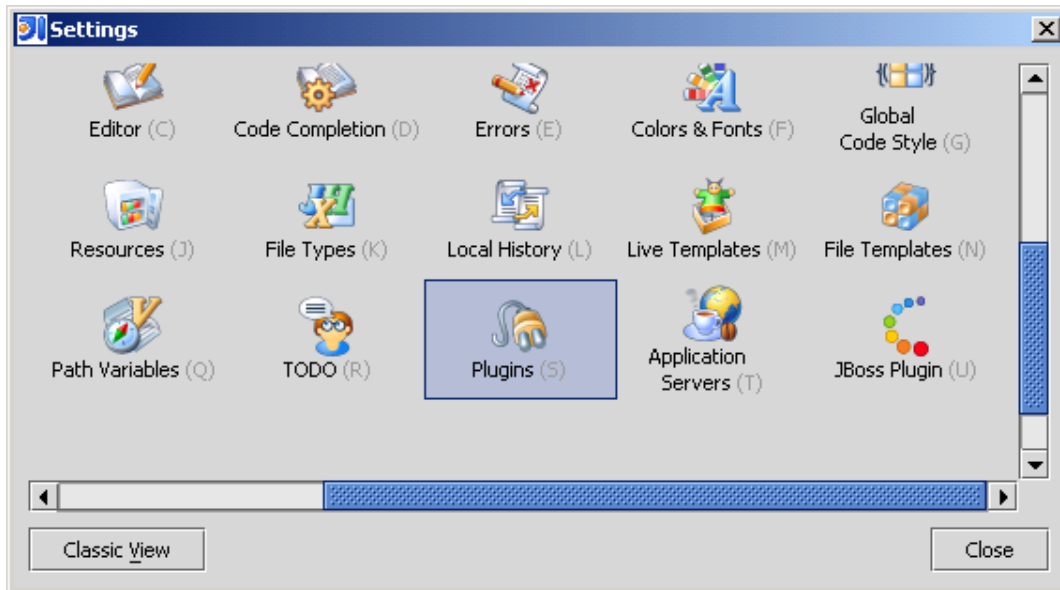 Settings
Editor (C)
Code Completion (D)
Errors (E)
Colors & Fonts (F)
Global
Code Style (G)
Resources (J)
File Types (K)
Local History (L)
Live Templates (M)
File Templates (N)
Path Variables (Q)
TODO (R)
Plugins (S)
Application
Servers (T)
JBoss Plugin (U)
Classic View
Close